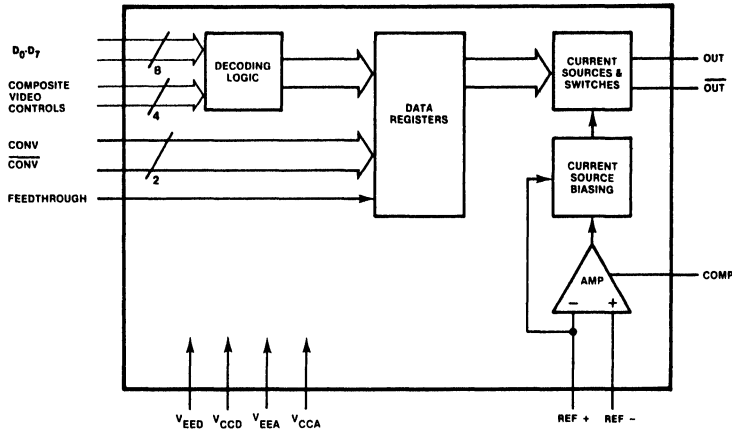 D0-D7
8
DECODING
LOGIC
COMPOSITE
VIDEO
CONTROLS
4
CONV
CONV
2
FEEDTHROUGH
DATA
REGISTERS
CURRENT
SOURCES &
SWITCHES
OUT
OUT
CURRENT
SOURCE
BIASING
AMP
− +
COMP
VEED VCCD VEEA VCCA
REF + REF −